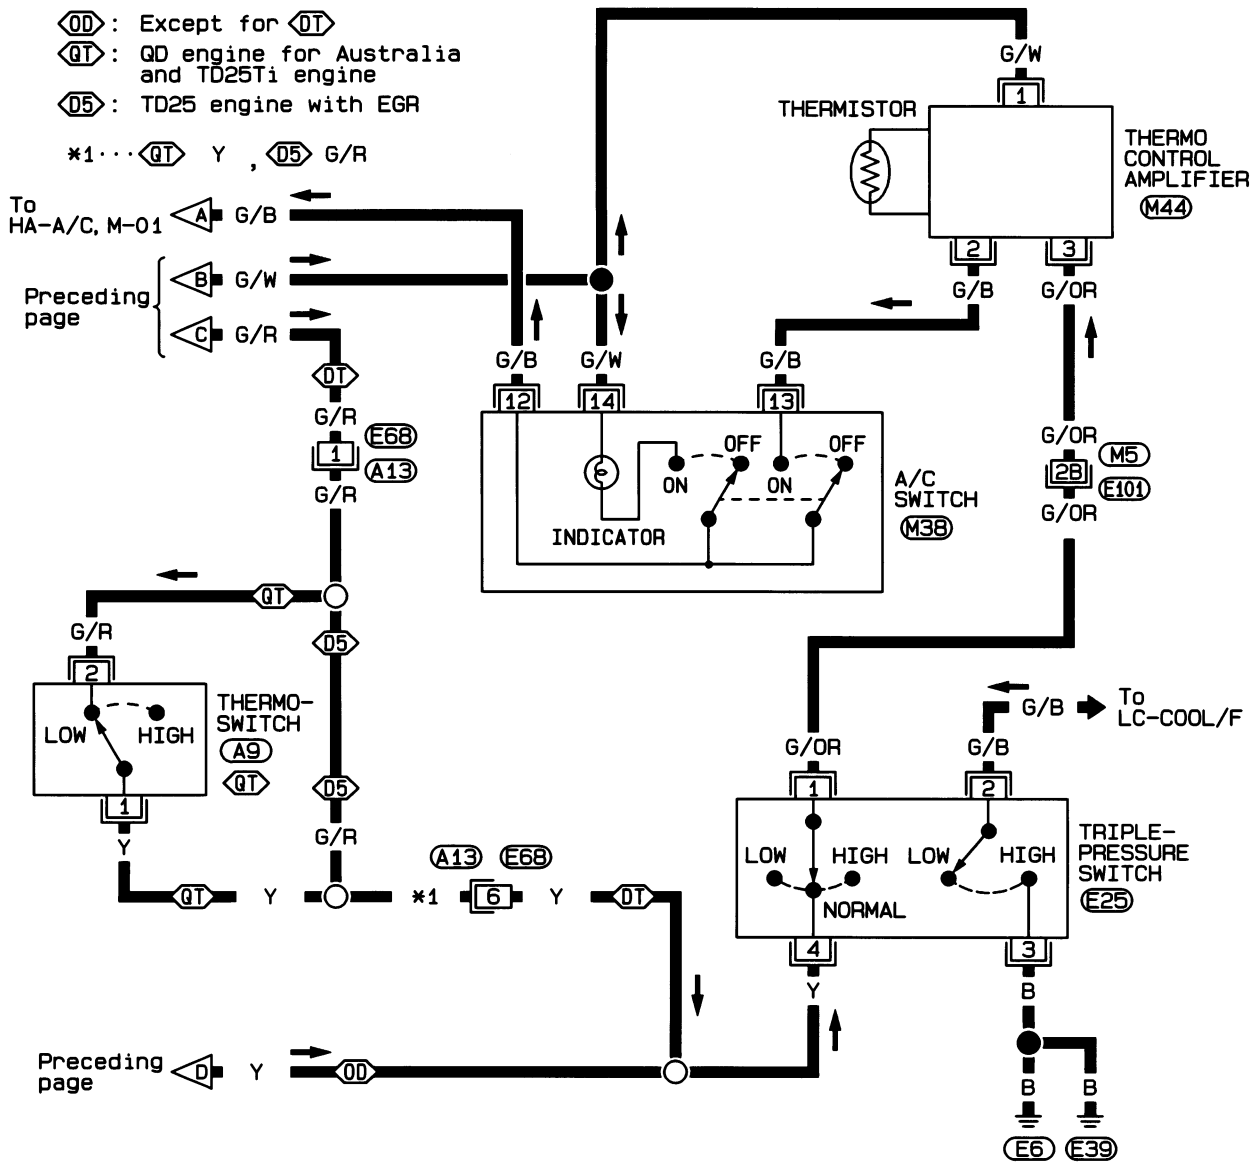 OD : Except for DT
QT : QD engine for Australia
and TD25Ti engine
D5 : TD25 engine with EGR
*1··· QT Y , D5 G/R
To
HA-A/C, M-01
A G/B
Preceding
page
B G/W
C G/R
DT
G/R
1
E68
A13
G/R
G/W
1
THERMISTOR
THERMO
CONTROL
AMPLIFIER
M44
2
3
G/B
G/OR
G/B
G/W
G/B
12
14
13
OFF
OFF
ON
ON
INDICATOR
A/C
SWITCH
M38
G/OR
M5
2B
E101
G/OR
QT
G/R
D5
2
LOW
HIGH
THERMO-
SWITCH
A9
QT
1
Y
D5
G/R
QT
Y
*1
A13
E68
6
Y
DT
G/OR
G/B
G/B
To
LC-COOL/F
1
2
LOW
HIGH
NORMAL
LOW
HIGH
TRIPLE-
PRESSURE
SWITCH
E25
4
3
Y
B
Preceding
page
D Y
OD
B
B
E6
E39